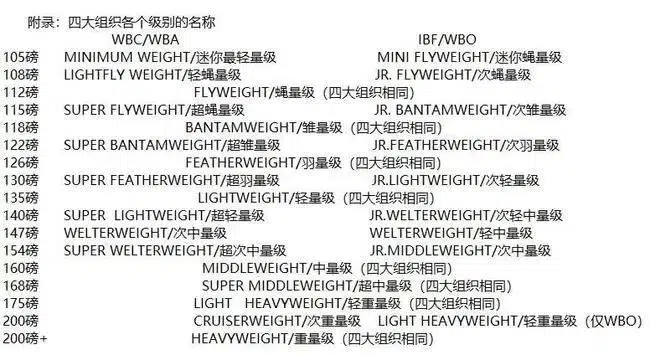 附录：四大组织各个级别的名称
WBC/WBA IBF/WBO
105磅 MINIMUM WEIGHT/迷你最轻量级 MINI FLYWEIGHT/迷你蝇量级
108磅 LIGHTFLY WEIGHT/轻蝇量级 JR. FLYWEIGHT/次蝇量级
112磅 FLYWEIGHT/蝇量级（四大组织相同）
115磅 SUPER FLYWEIGHT/超蝇量级 JR. BANTAMWEIGHT/次雏量级
118磅 BANTAMWEIGHT/雏量级（四大组织相同）
122磅 SUPER BANTAMWEIGHT/超雏量级 JR.FEATHERWEIGHT/次羽量级
126磅 FEATHERWEIGHT/羽量级（四大组织相同）
130磅 SUPER FEATHERWEIGHT/超羽量级 JR.LIGHTWEIGHT/次轻量级
135磅 LIGHTWEIGHT/轻量级（四大组织相同）
140磅 SUPER LIGHTWEIGHT/超轻量级 JR.WELTERWEIGHT/次轻中量级
147磅 WELTERWEIGHT/次中量级 WELTERWEIGHT/轻中量级
154磅 SUPER WELTERWEIGHT/超次中量级 JR.MIDDLEWEIGHT/次中量级
160磅 MIDDLEWEIGHT/中量级（四大组织相同）
168磅 SUPER MIDDLEWEIGHT/超中量级（四大组织相同）
175磅 LIGHT HEAVYWEIGHT/轻重量级（四大组织相同）
200磅 CRUISERWEIGHT/次重量级 LIGHT HEAVYWEIGHT/轻重量级（仅WBO）
200磅+ HEAVYWEIGHT/重量级（四大组织相同）